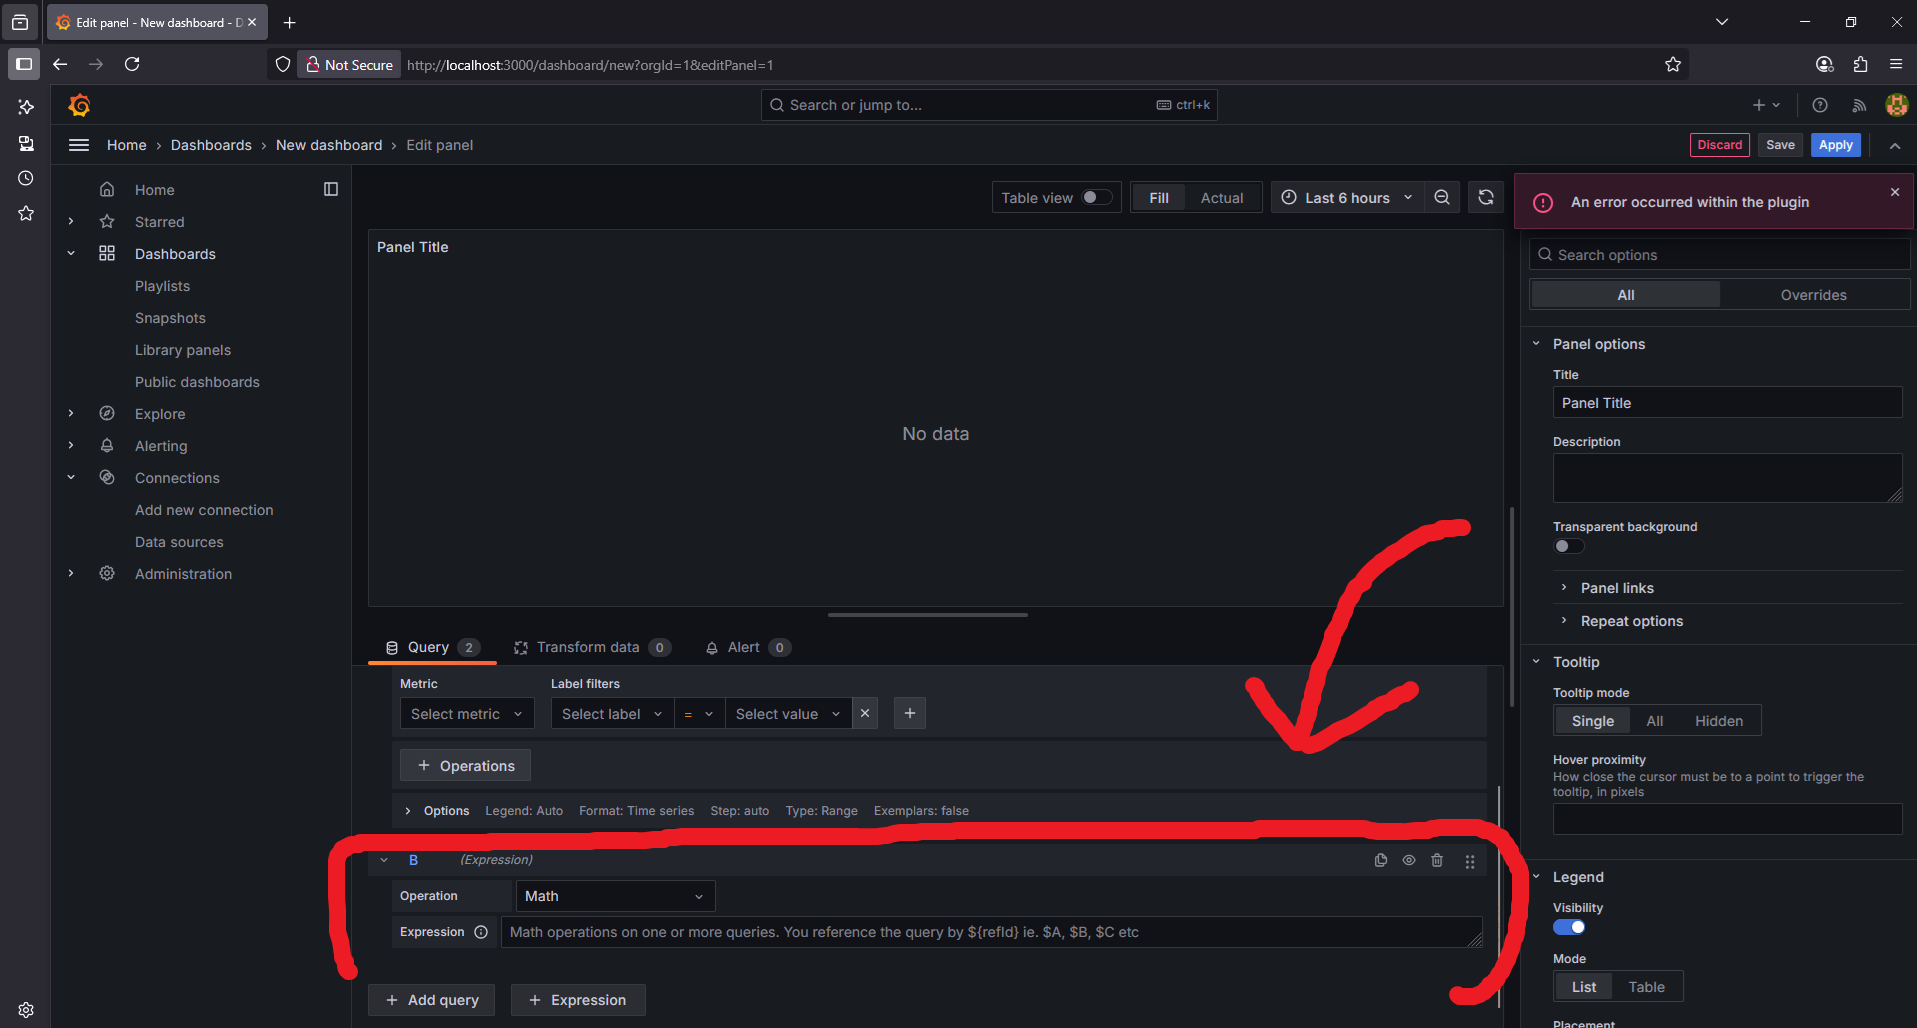 Edit panel - New dashboard - D
Not Secure
http://localhost:3000/dashboard/new?orgId=1&editPanel=1
Search or jump to...
ctrl+k
Home › Dashboards › New dashboard › Edit panel
Discard
Save
Apply
Home
Starred
Dashboards
Playlists
Snapshots
Library panels
Public dashboards
Explore
Alerting
Connections
Add new connection
Data sources
Administration
Table view
Fill
Actual
Last 6 hours
An error occurred within the plugin
Panel Title
No data
Query 2
Transform data 0
Alert 0
Metric
Label filters
Select metric
Select label
=
Select value
+ Operations
Options Legend: Auto Format: Time series Step: auto Type: Range Exemplars: false
B (Expression)
Operation Math
Expression Math operations on one or more queries. You reference the query by ${refId} ie. $A, $B, $C etc
+ Add query
+ Expression
Search options
All
Overrides
Panel options
Title
Panel Title
Description
Transparent background
Panel links
Repeat options
Tooltip
Tooltip mode
Single
All
Hidden
Hover proximity
How close the cursor must be to a point to trigger the
tooltip, in pixels
Legend
Visibility
Mode
List
Table
Placement